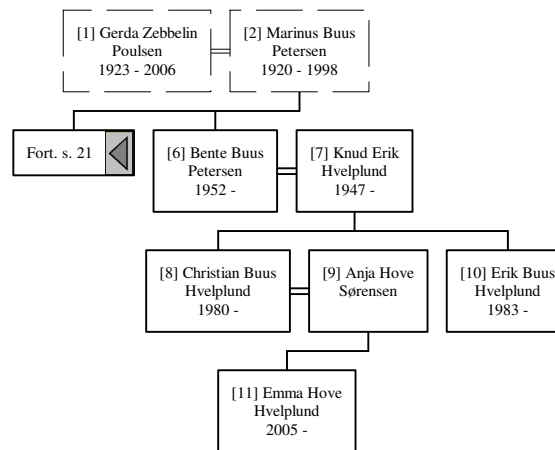 [1] Gerda Zebbelin
Poulsen
1923 - 2006
[2] Marinus Buus
Petersen
1920 - 1998
Fort. s. 21
[6] Bente Buus
Petersen
1952 -
[7] Knud Erik
Hvelplund
1947 -
[8] Christian Buus
Hvelplund
1980 -
[9] Anja Hove
Sørensen
[10] Erik Buus
Hvelplund
1983 -
[11] Emma Hove
Hvelplund
2005 -